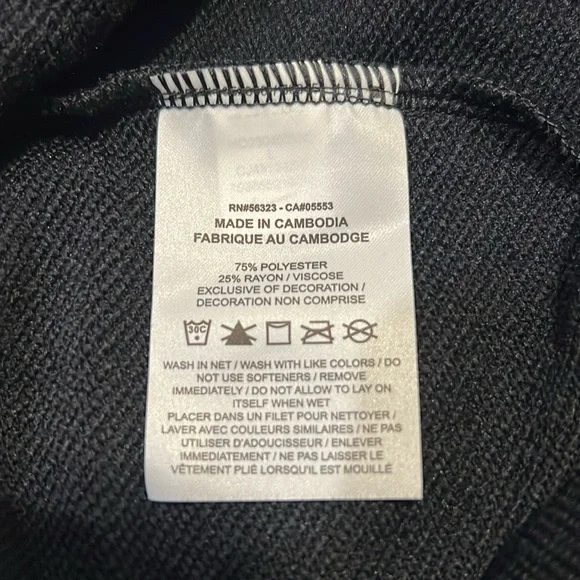 RN#56323 - CA#05553
MADE IN CAMBODIA
FABRIQUE AU CAMBODGE
75% POLYESTER
25% RAYON / VISCOSE
EXCLUSIVE OF DECORATION /
DECORATION NON COMPRISE
30C
WASH IN NET / WASH WITH LIKE COLORS / DO
NOT USE SOFTENERS / REMOVE
IMMEDIATELY / DO NOT ALLOW TO LAY ON
ITSELF WHEN WET
PLACER DANS UN FILET POUR NETTOYER /
LAVER AVEC COULEURS SIMILAIRES / NE PAS
UTILISER D'ADOUCISSEUR / ENLEVER
IMMEDIATEMENT / NE PAS LAISSER LE
VÊTEMENT PLIÉ LORSQU'IL EST MOUILLÉ